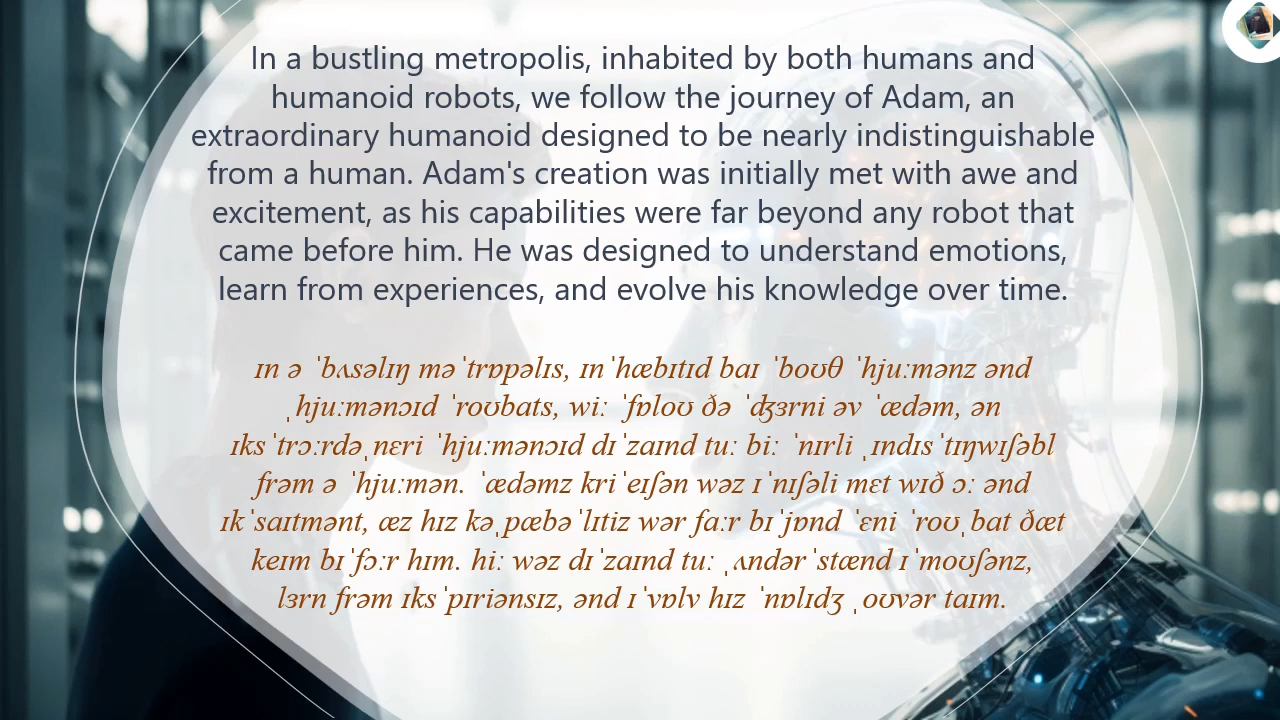 In a bustling metropolis, inhabited by both humans and
humanoid robots, we follow the journey of Adam, an
extraordinary humanoid designed to be nearly indistinguishable
from a human. Adam's creation was initially met with awe and
excitement, as his capabilities were far beyond any robot that
came before him. He was designed to understand emotions,
learn from experiences, and evolve his knowledge over time.
ɪn ə ˈbʌsəlɪŋ məˈtrɒpəlɪs, ɪnˈhæbɪtɪd baɪ ˈboʊθ ˈhjuːmənz ənd
ˌhjuːmənɔɪd ˈroʊbats, wiː ˈfɒloʊ ðə ˈʤɜrni əv ˈædəm, ən
ɪksˈtrɔːrdəˌnɛri ˈhjuːmənɔɪd dɪˈzaɪnd tuː biː ˈnɪrli ˌɪndɪsˈtɪŋwɪʃəbl
frəm ə ˈhjuːmən. ˈædəmz kriˈeɪʃən wəz ɪˈnɪʃəli mɛt wɪð ɔː ənd
ɪkˈsaɪtmənt, æz hɪz kəˌpæbəˈlɪtiz wər faːr bɪˈjɒnd ˈɛni ˈroʊˌbat ðæt
keɪm bɪˈfɔːr hɪm. hiː wəz dɪˈzaɪnd tuː ˌʌndərˈstænd ɪˈmoʊʃənz,
lɜrn frəm ɪksˈpɪriənsɪz, ənd ɪˈvɒlv hɪz ˈnɒlɪdʒ ˌoʊvər taɪm.